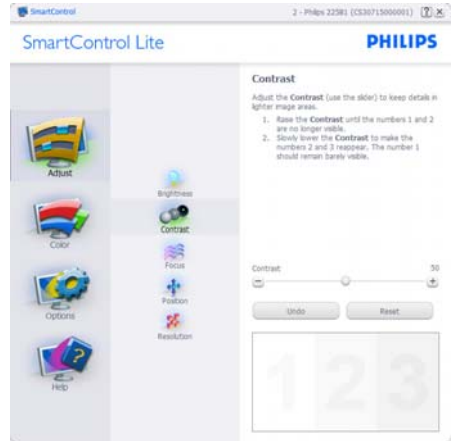 SmartControl
2 - Philips 225B1 (CS30715000001)
? ×
SmartControl Lite
PHILIPS
Adjust
Color
Options
Help
Brightness
Contrast
Focus
Position
Resolution
Contrast
Adjust the Contrast (use the slider) to keep details in
lighter image areas.
1. Raise the Contrast until the numbers 1 and 2
are no longer visible.
2. Slowly lower the Contrast to make the
numbers 2 and 3 reappear. The number 1
should remain barely visible.
Contrast
50
Undo
Reset
1 2 3